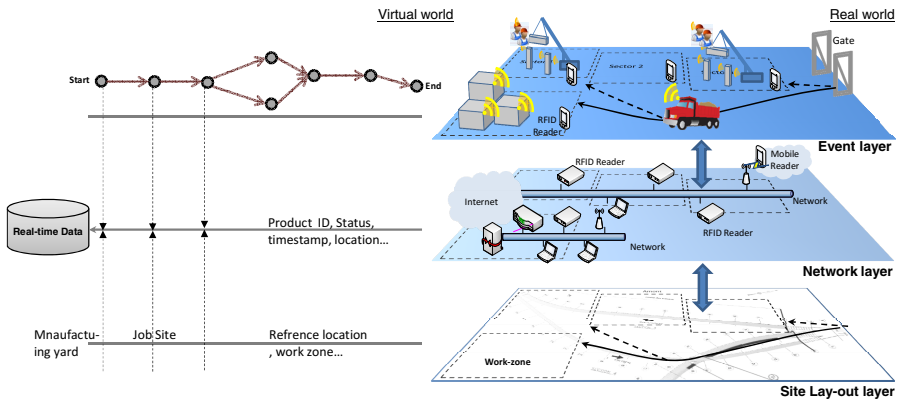 Virtual world
Real world
Gate
Start
End
Sector 2
RFID
Reader
Event layer
RFID Reader
Mobile
Reader
Internet
Network
Real-time Data
Product ID, Status,
timestamp, location...
RFID Reader
Network
Network layer
Mnaufactu-
ing yard
Job Site
Refrence location
, work zone...
Work-zone
Site Lay-out layer